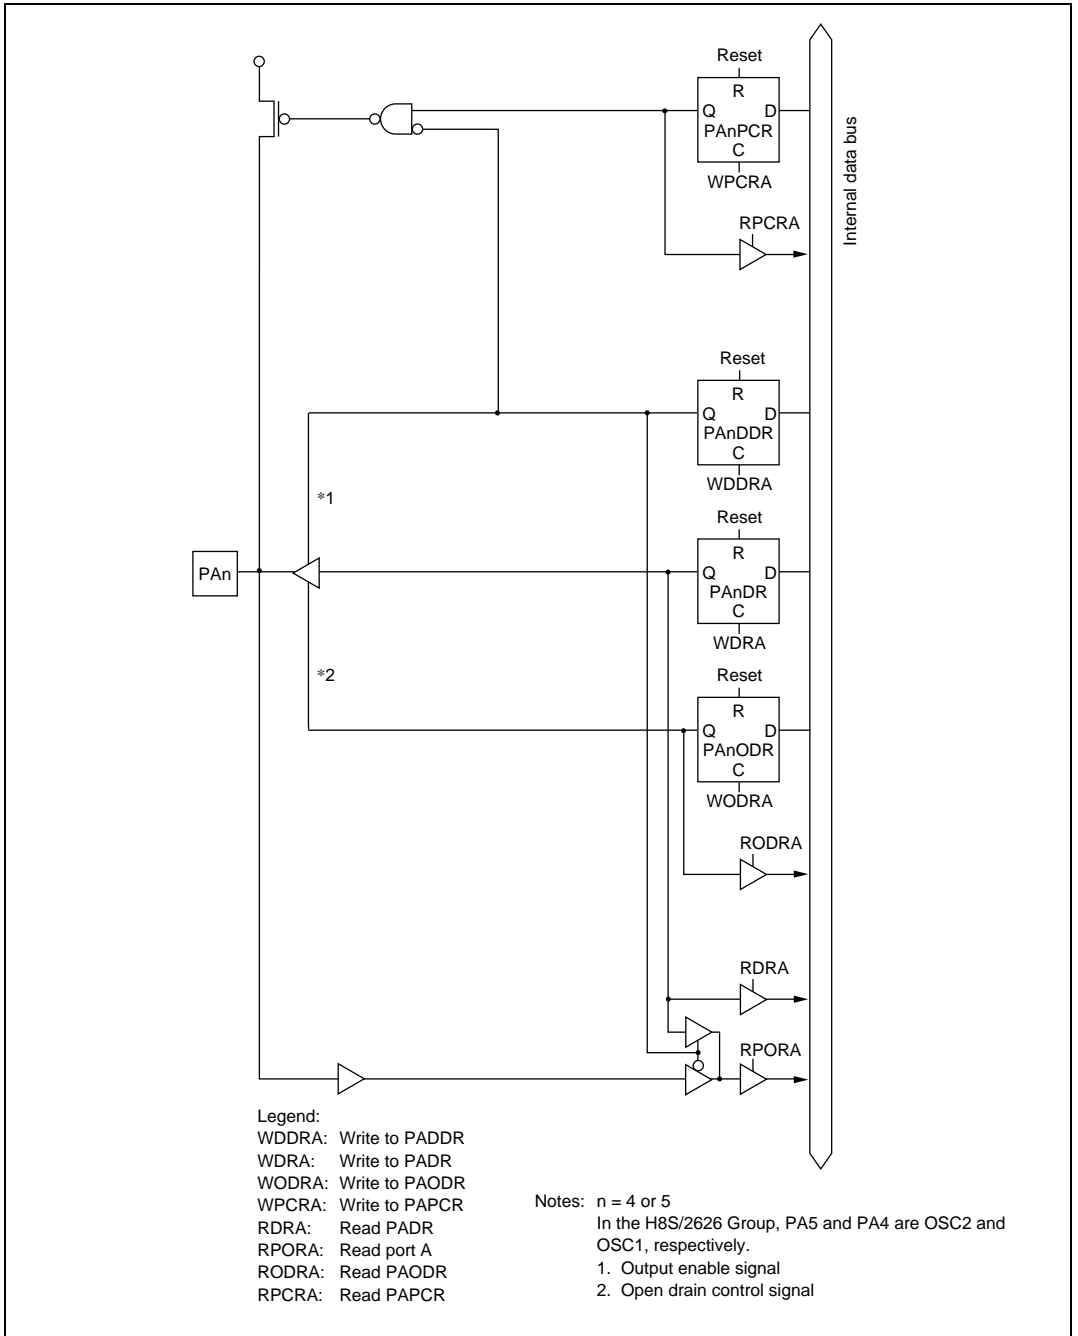 Reset
R
Q D
PAnPCR
C
WPCRA
Internal data bus
RPCRA
Reset
R
Q D
PAnDDR
C
WDDRA
*1
Reset
R
PAn
Q D
PAnDR
C
WDRA
*2
Reset
R
Q D
PAnODR
C
WODRA
RODRA
RDRA
RPORA
Legend:
WDDRA: Write to PADDR
WDRA: Write to PADR
WODRA: Write to PAODR
WPCRA: Write to PAPCR
RDRA: Read PADR
RPORA: Read port A
RODRA: Read PAODR
RPCRA: Read PAPCR
Notes: n = 4 or 5
In the H8S/2626 Group, PA5 and PA4 are OSC2 and
OSC1, respectively.
1. Output enable signal
2. Open drain control signal